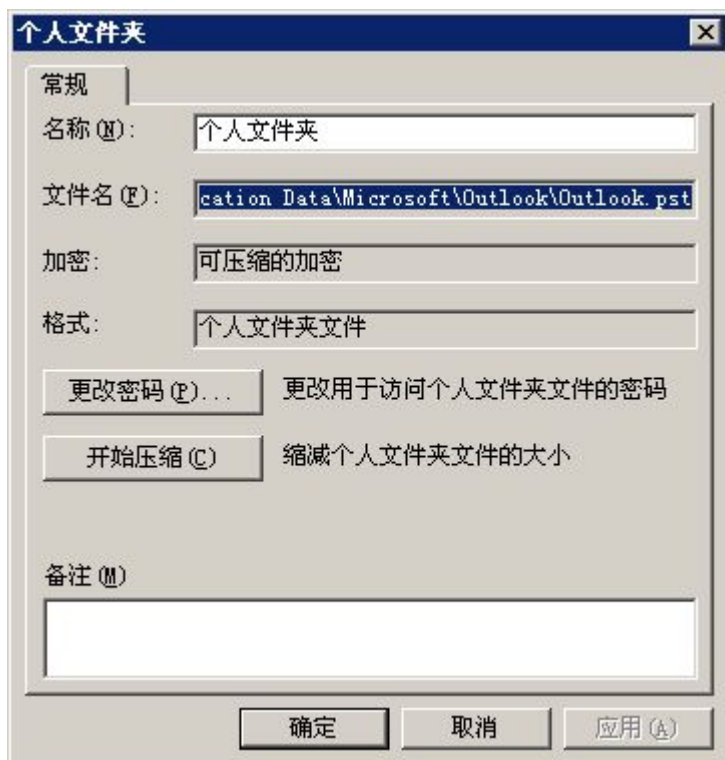 个人文件夹
常规
名称(N): 个人文件夹
文件名(F): cation Data\Microsoft\Outlook\Outlook.pst
加密: 可压缩的加密
格式: 个人文件夹文件
更改密码(P)... 更改用于访问个人文件夹文件的密码
开始压缩(C) 缩减个人文件夹文件的大小
备注(M)
确定 取消 应用(A)